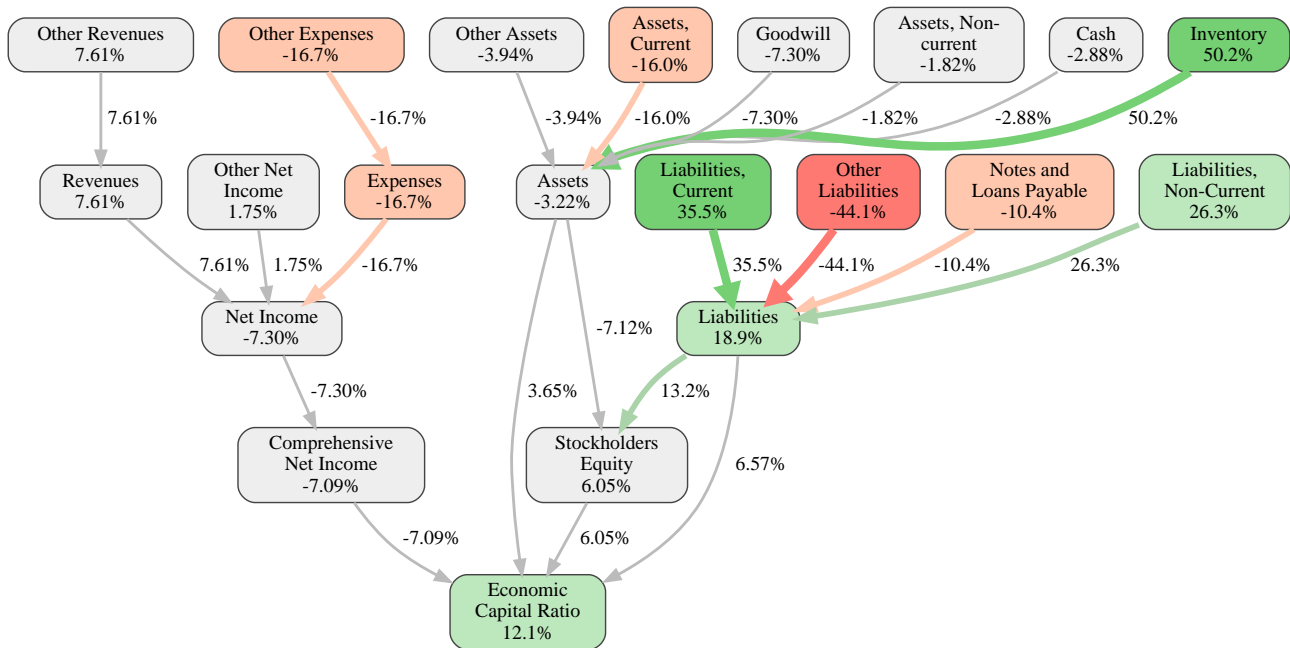 Other Revenues
7.61%
Other Expenses
-16.7%
Other Assets
-3.94%
Assets,
Current
-16.0%
Goodwill
-7.30%
Assets, Non-
current
-1.82%
Cash
-2.88%
Inventory
50.2%
7.61%
-16.7%
-3.94%
-16.0%
-7.30%
-1.82%
-2.88%
50.2%
Revenues
7.61%
Other Net
Income
1.75%
Expenses
-16.7%
Assets
-3.22%
Liabilities,
Current
35.5%
Other
Liabilities
-44.1%
Notes and
Loans Payable
-10.4%
Liabilities,
Non-Current
26.3%
7.61%
1.75%
-16.7%
35.5%
-44.1%
-10.4%
26.3%
Net Income
-7.30%
-7.12%
Liabilities
18.9%
-7.30%
3.65%
13.2%
Comprehensive
Net Income
-7.09%
Stockholders
Equity
6.05%
6.57%
-7.09%
6.05%
Economic
Capital Ratio
12.1%